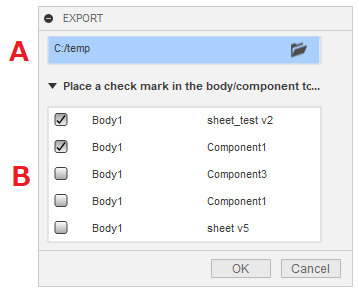 EXPORT
A
C:/temp
Place a check mark in the body/component tc...
Body1 sheet_test v2
Body1 Component1
B
Body1 Component3
Body1 Component1
Body1 sheet v5
OK Cancel